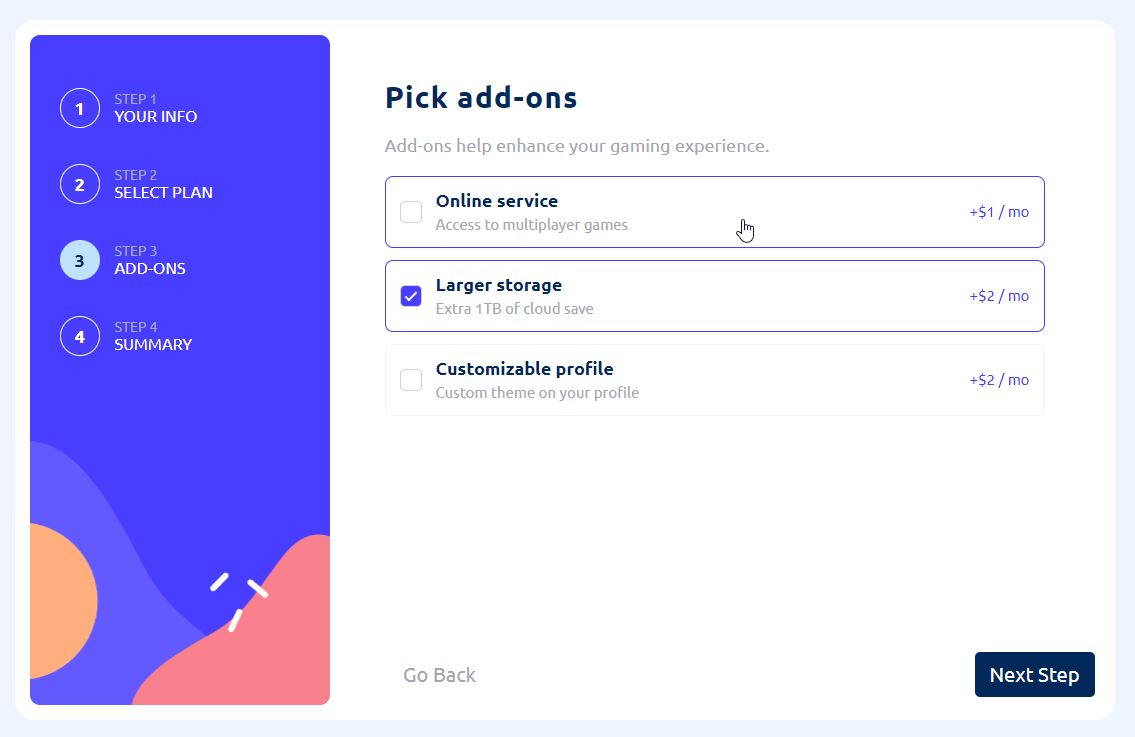 1
STEP 1
YOUR INFO
2
STEP 2
SELECT PLAN
3
STEP 3
ADD-ONS
4
STEP 4
SUMMARY
Pick add-ons
Add-ons help enhance your gaming experience.
Online service
Access to multiplayer games
+$1 / mo
Larger storage
Extra 1TB of cloud save
+$2 / mo
Customizable profile
Custom theme on your profile
+$2 / mo
Go Back
Next Step